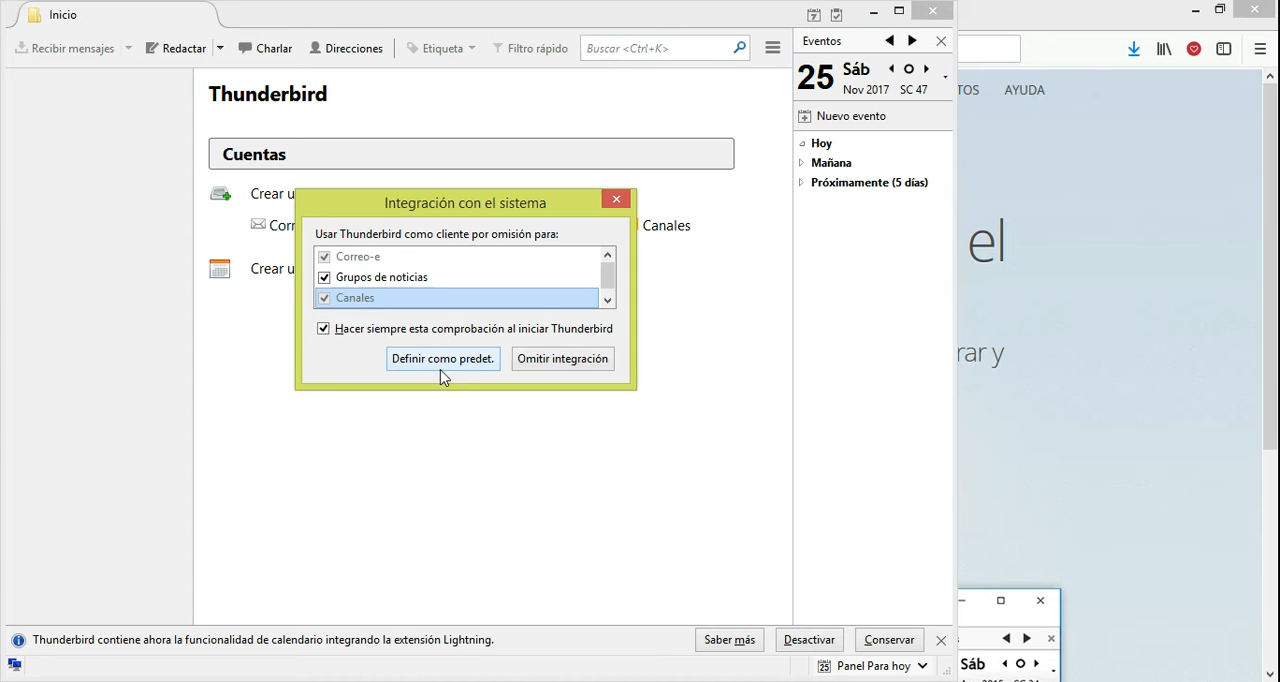 Inicio
Recibir mensajes
Redactar
Charlar
Direcciones
Etiqueta
Filtro rápido
Buscar <Ctrl+K>
Eventos
25 Sáb
Nov 2017 SC 47
Nuevo evento
Hoy
Mañana
Próximamente (5 días)
TOS AYUDA
el
rar y
Thunderbird
Cuentas
Crear u
Corr
Canales
Crear u
Integración con el sistema
Usar Thunderbird como cliente por omisión para:
Correo-e
Grupos de noticias
Canales
Hacer siempre esta comprobación al iniciar Thunderbird
Definir como predet.
Omitir integración
Thunderbird contiene ahora la funcionalidad de calendario integrando la extensión Lightning.
Saber más
Desactivar
Conservar
25 Panel Para hoy
Sáb